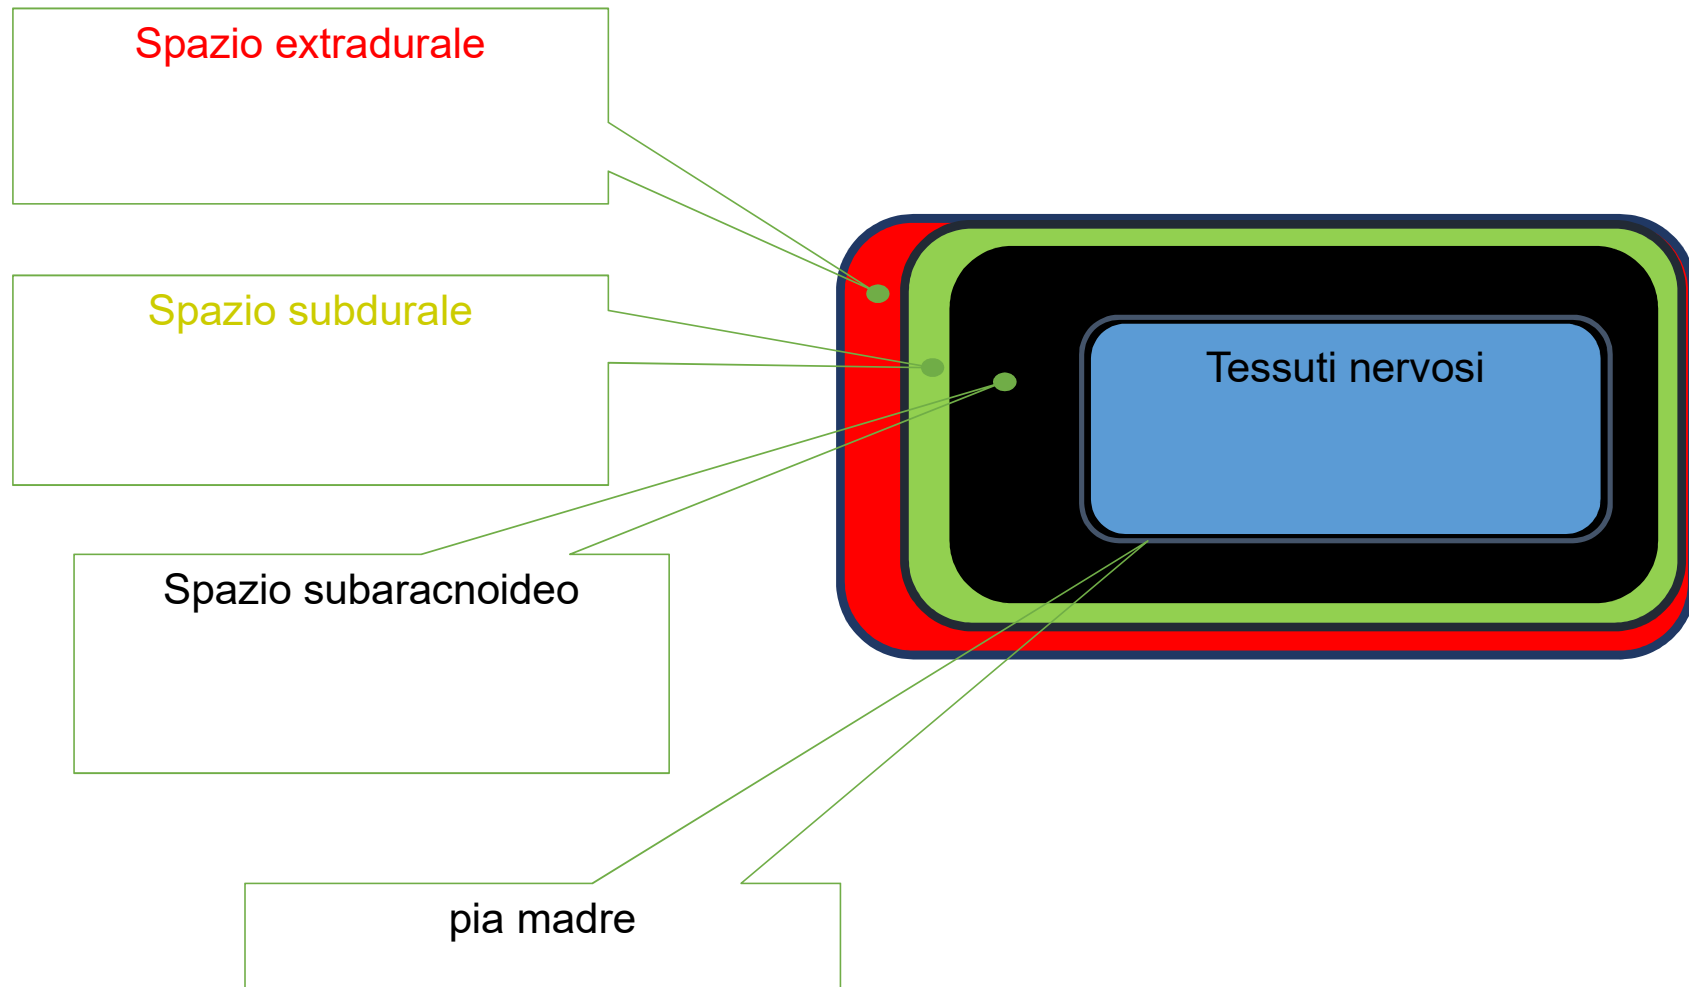 Spazio extradurale
Spazio subdurale
Tessuti nervosi
Spazio subaracnoideo
pia madre